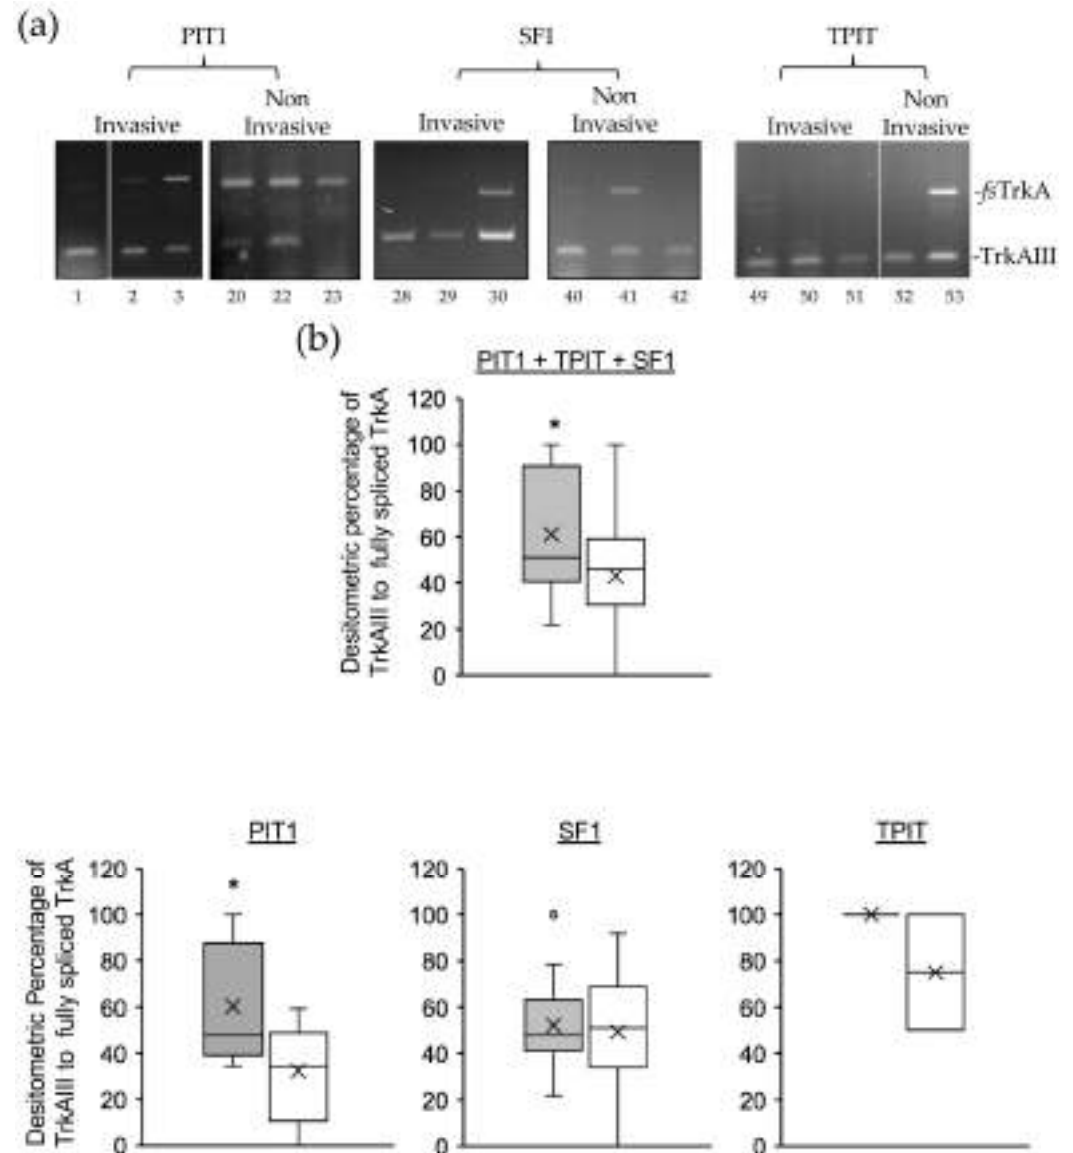 (a)
PIT1
SF1
TPIT
Invasive
Non
Invasive
Invasive
Non
Invasive
Invasive
Non
Invasive
-fsTrkA
-TrkAIII
1 2 3 20 22 23 28 29 30 40 41 42 49 50 51 52 53
(b)
PIT1 + TPIT + SF1
Desitometric percentage of
TrkAIII to fully spliced TrkA
120
100
80
60
40
20
0
*
PIT1
SF1
TPIT
Desitometric Percentage of
TrkAIII to fully spliced TrkA
120
100
80
60
40
20
0
*
120
100
80
60
40
20
0
120
100
80
60
40
20
0